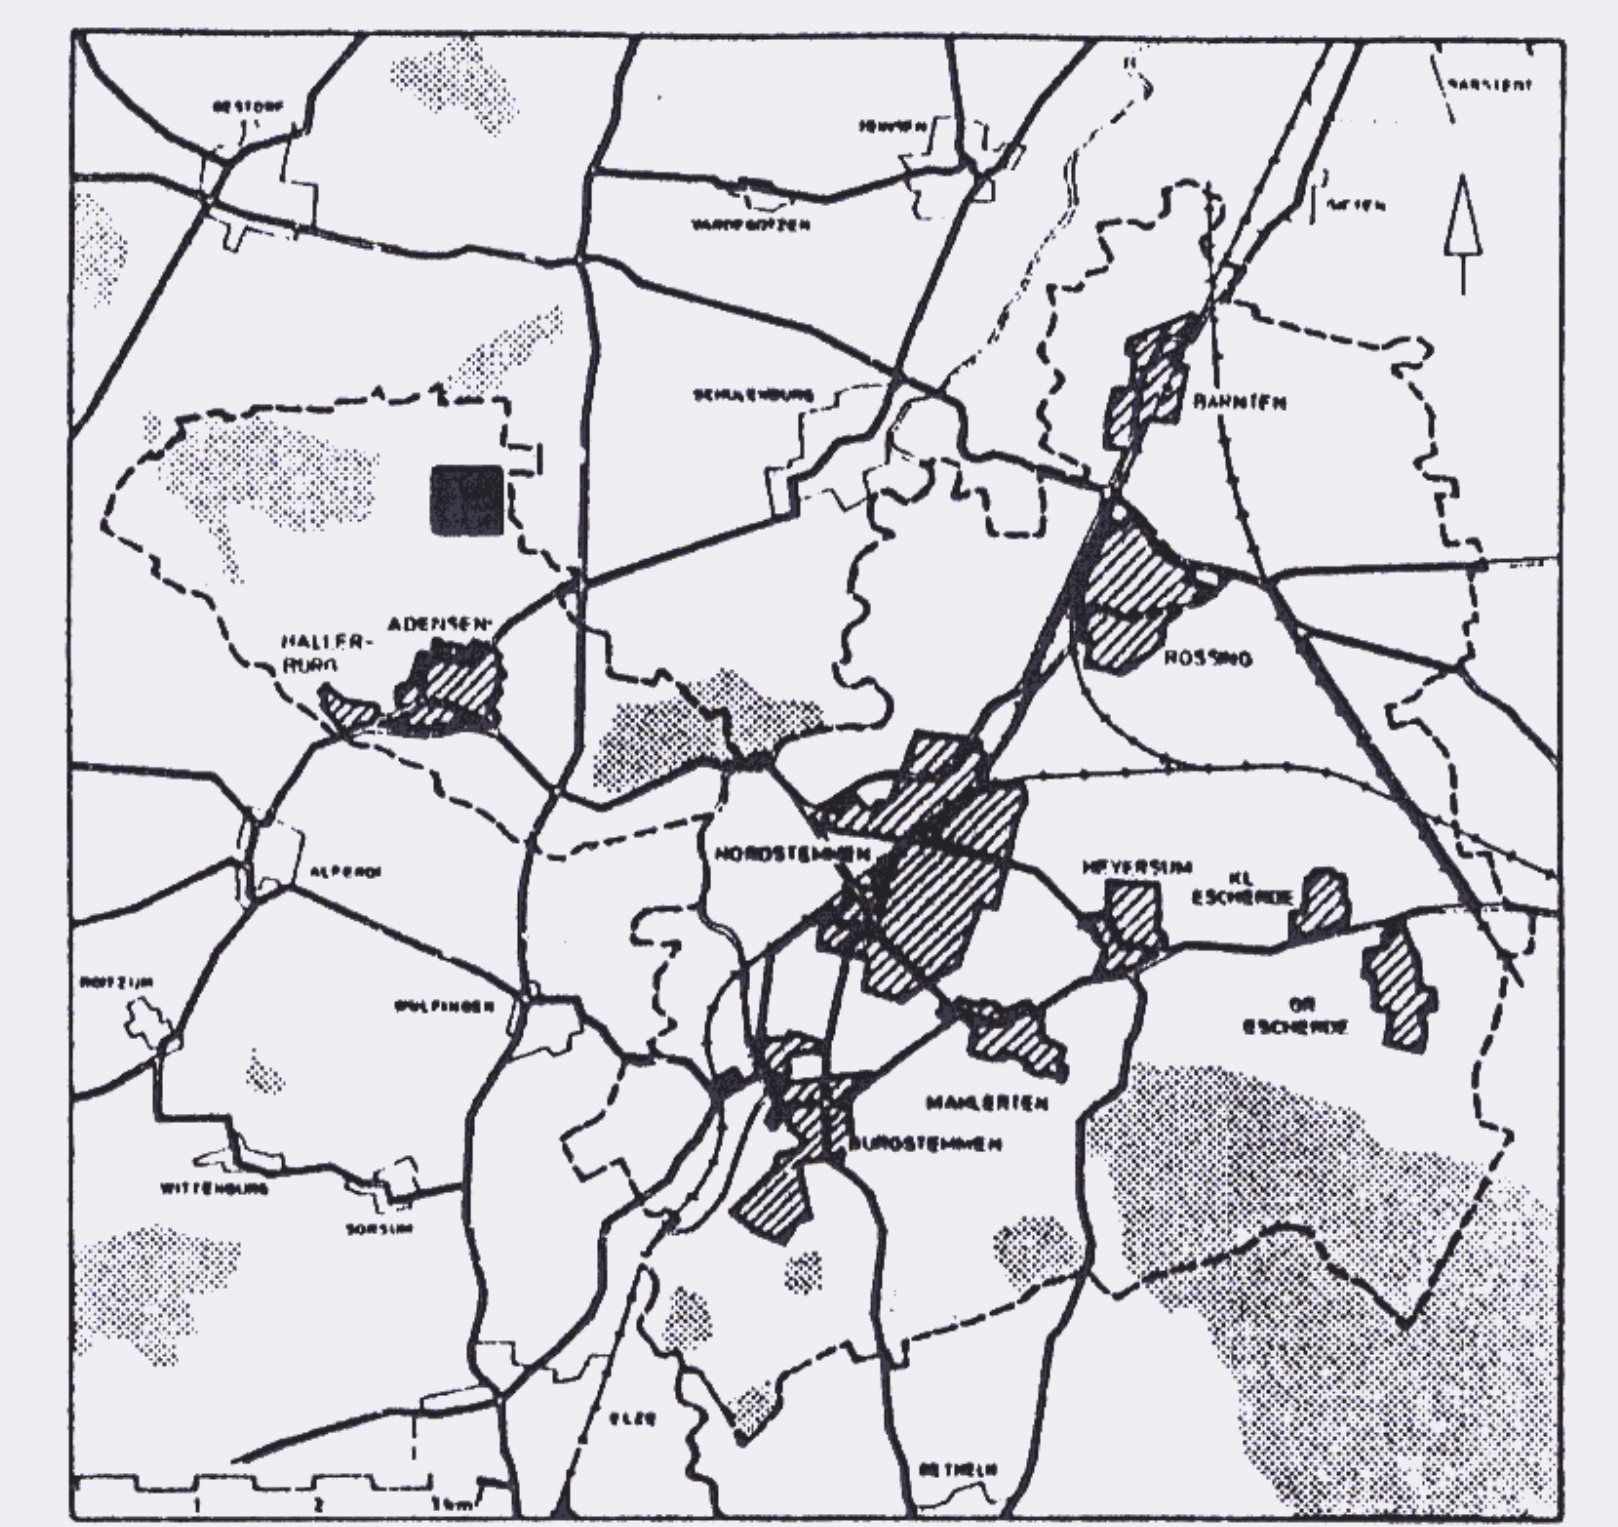 SARSTEDT
SCHULENBURG
BARNTEN
ADENSEN-
HALLER-
BURG
ROSSING
NORDSTEMMEN
HEYERSUM
KL
ESCHERDE
WULFINGEN
GR
ESCHERDE
MAHLERTEN
BURGSTEMMEN
WITTENBURG
SORSUM
ELZE
BETHELN
1
2
3 km